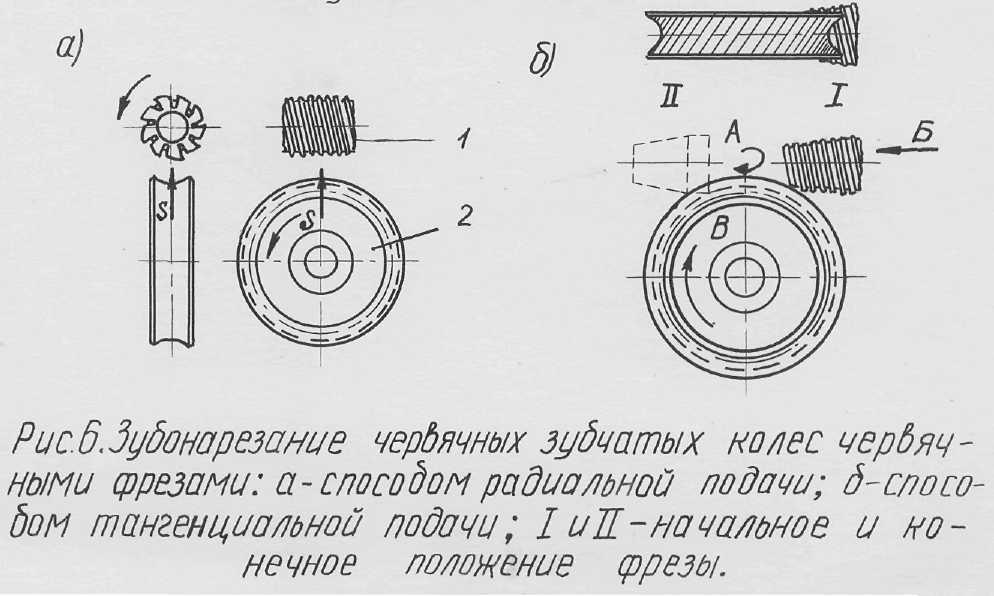 а)
б)
II
I
1
S
S
2
А
Б
В
Рис.6. Зубонарезание червячных зубчатых колес червяч-
ными фрезами: а-способом радиальной подачи; б-спосо-
бом тангенциальной подачи; I и II-начальное и ко-
нечное положение фрезы.